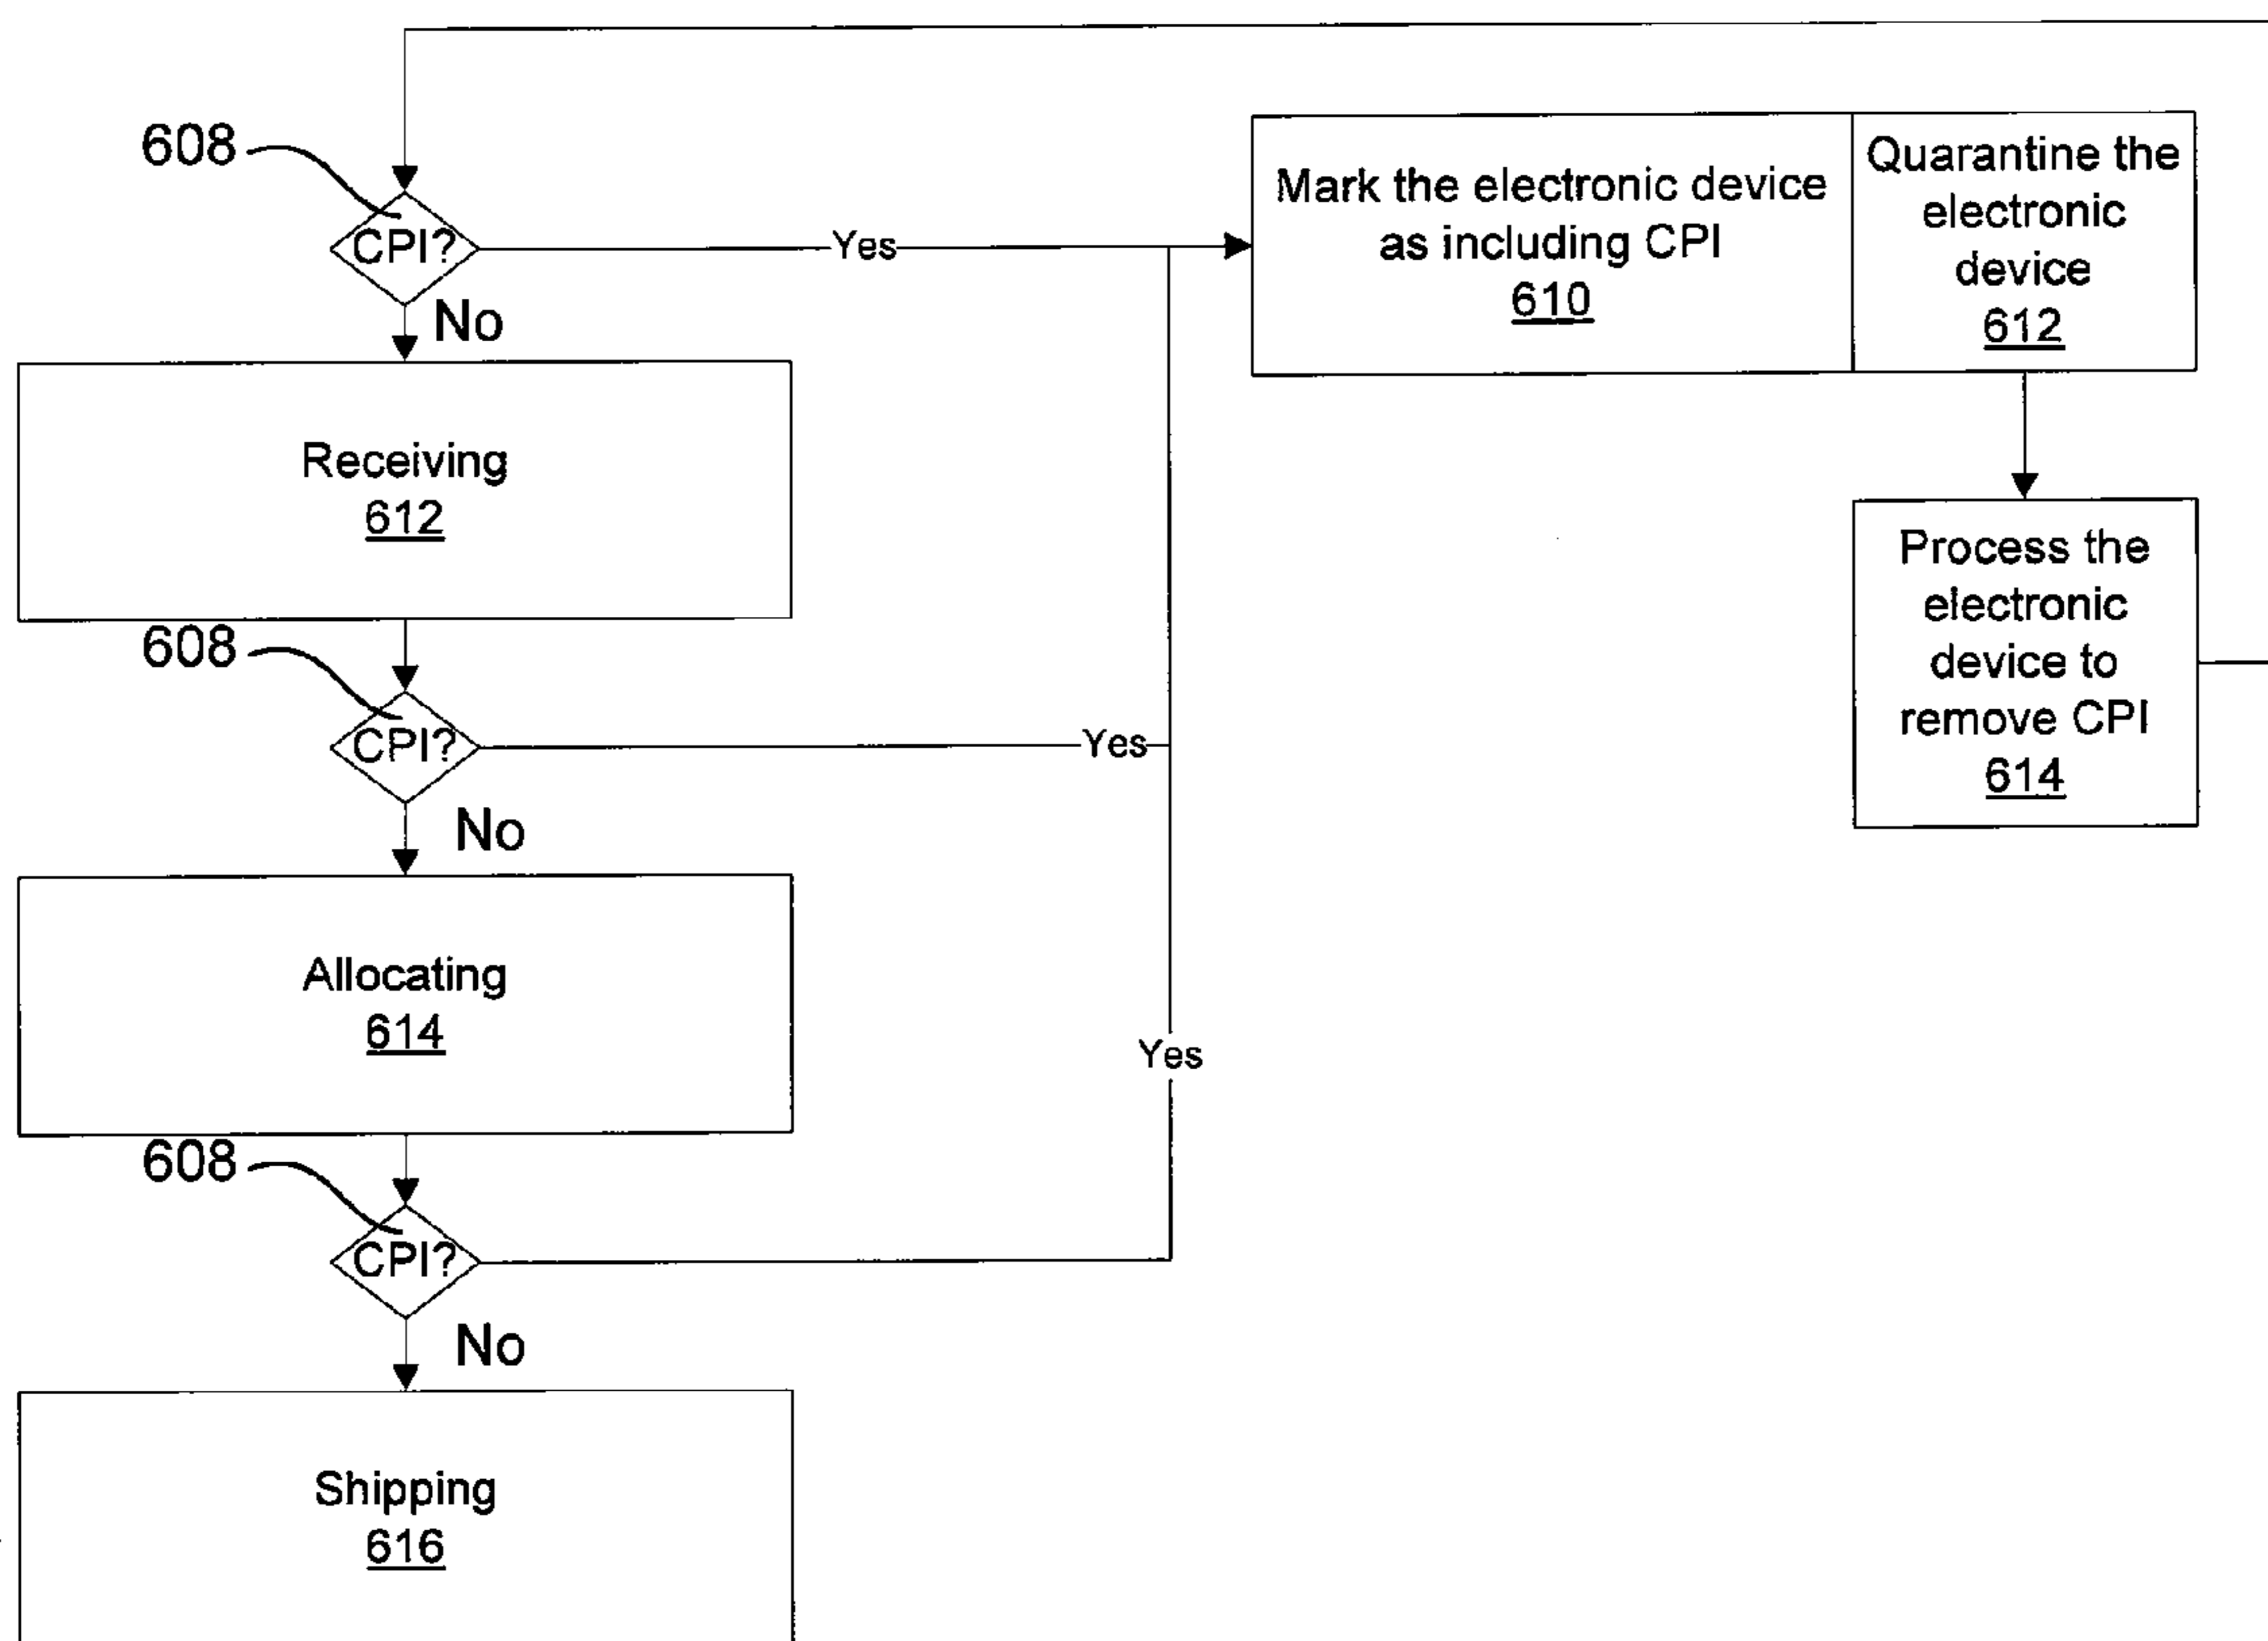 608
CPI?
Yes
No
Mark the electronic device
as including CPI
610
Quarantine the
electronic
device
612
Receiving
612
Process the
electronic
device to
remove CPI
614
608
CPI?
Yes
No
Allocating
614
Yes
608
CPI?
No
Shipping
616